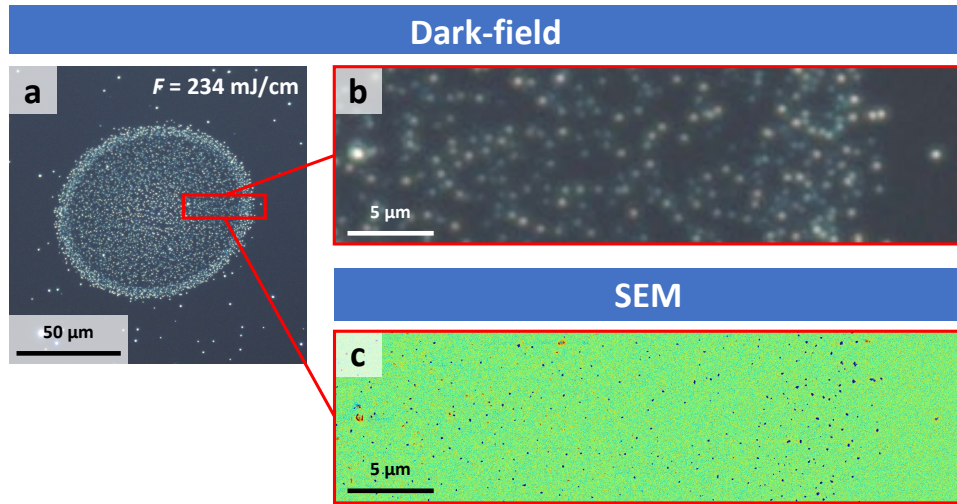 Dark-field
a
F = 234 mJ/cm
50 µm
b
5 µm
SEM
c
5 µm